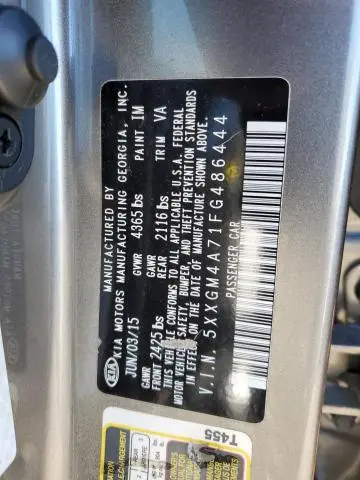 MANUFACTURED BY
KIA KIA MOTORS MANUFACTURING GEORGIA, INC.
JUN/03/15 GVWR 4365 lbs PAINT IM
GAWR FRONT 2425 lbs GAWR REAR 2116 lbs TRIM VA
THIS VEHICLE CONFORMS TO ALL APPLICABLE U.S.A. FEDERAL
MOTOR VEHICLE SAFETY, BUMPER, AND THEFT PREVENTION STANDARDS
IN EFFECT ON THE DATE OF MANUFACTURE SHOWN ABOVE.
V.I.N. 5XXGM4A71FG486444
PASSENGER CAR
T455